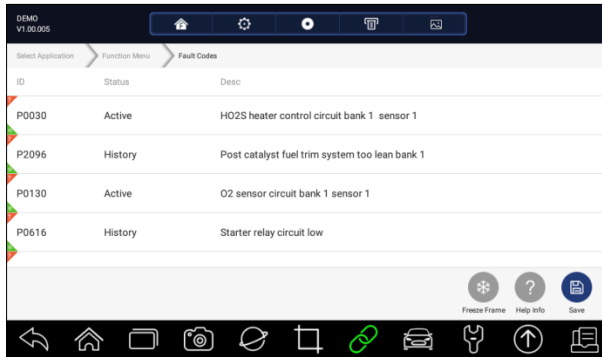 DEMO
V1.00.005
Select Application Function Menu Fault Codes
ID Status Desc
P0030 Active HO2S heater control circuit bank 1 sensor 1
P2096 History Post catalyst fuel trim system too lean bank 1
P0130 Active O2 sensor circuit bank 1 sensor 1
P0616 History Starter relay circuit low
Freeze Frame Help Info Save